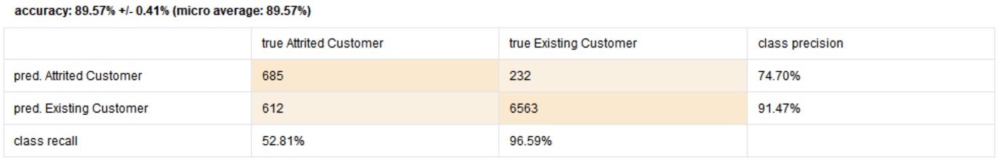 accuracy: 89.57% +/- 0.41% (micro average: 89.57%)
true Attrited Customer true Existing Customer class precision
pred. Attrited Customer 685 232 74.70%
pred. Existing Customer 612 6563 91.47%
class recall 52.81% 96.59%